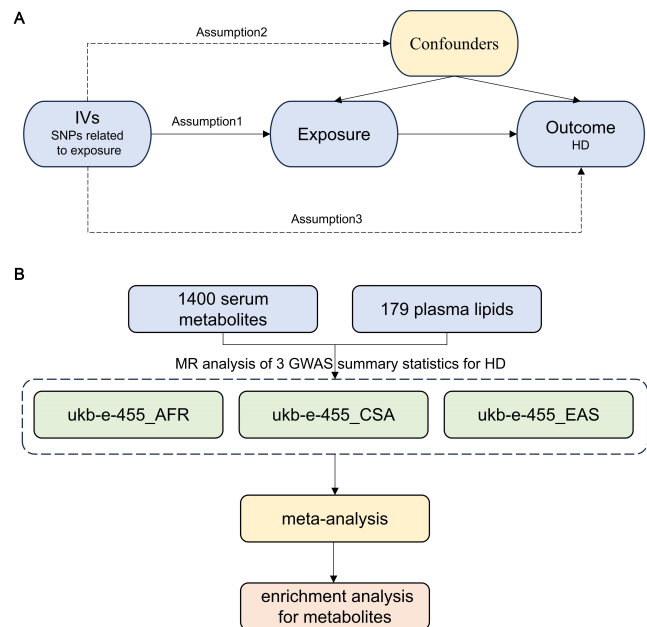 A
Assumption2
Confounders
IVs
SNPs related
to exposure
Assumption1
Exposure
Outcome
HD
Assumption3
B
1400 serum
metabolites
179 plasma lipids
MR analysis of 3 GWAS summary statistics for HD
ukb-e-455_AFR
ukb-e-455_CSA
ukb-e-455_EAS
meta-analysis
enrichment analysis
for metabolites